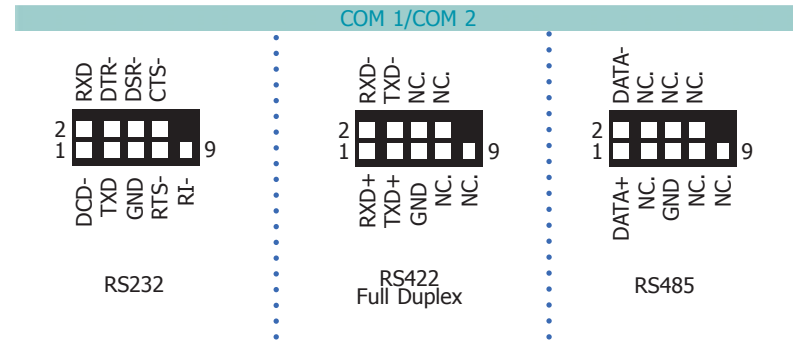 COM 1/COM 2
RXD
DTR-
DSR-
CTS-
2
1
9
DCD-
TXD
GND
RTS-
RI-
RS232
RXD-
TXD-
NC.
NC.
2
1
9
RXD+
TXD+
GND
NC.
NC.
RS422
Full Duplex
DATA-
NC.
NC.
NC.
2
1
9
DATA+
NC.
GND
NC.
NC.
RS485